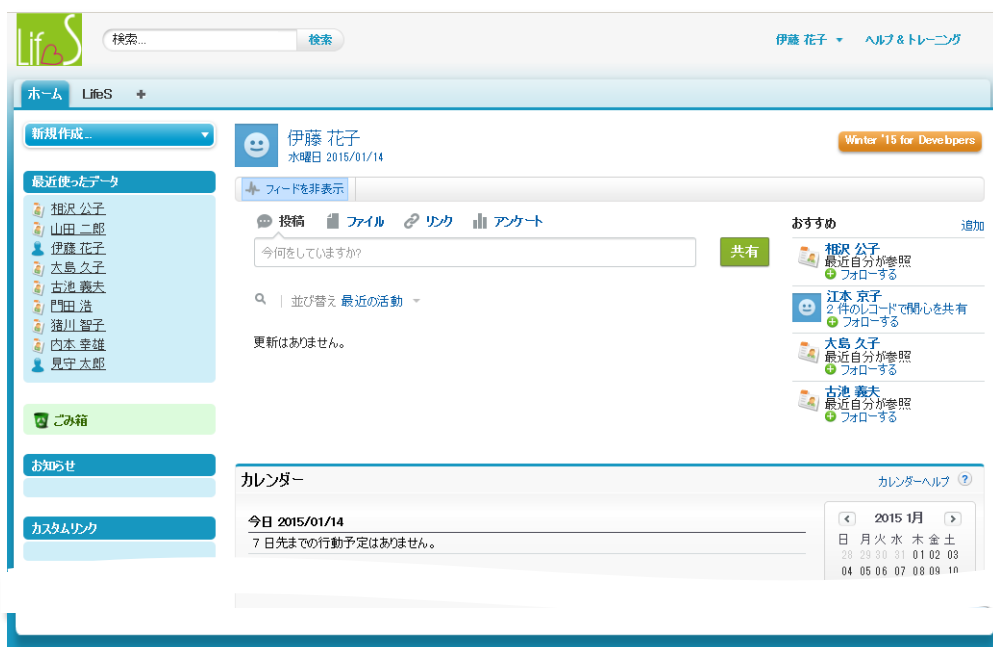 LifeS
検索...
検索
伊藤 花子
ヘルプ & トレーニング
ホーム
LifeS
+
新規作成...
最近使ったデータ
相沢 公子
山田 二郎
伊藤 花子
大島 久子
古池 義夫
門田 浩
猪川 智子
内本 幸雄
見守 太郎
ごみ箱
お知らせ
カスタムリンク
伊藤 花子
水曜日 2015/01/14
Winter '15 for Developers
フィードを非表示
投稿
ファイル
リンク
アンケート
今何をしていますか?
共有
並び替え 最近の活動
更新はありません。
おすすめ
追加
相沢 公子
最近自分が参照
フォローする
江本 京子
2 件のレコードで関心を共有
フォローする
大島 久子
最近自分が参照
フォローする
古池 義夫
最近自分が参照
フォローする
カレンダー
カレンダーヘルプ ?
今日 2015/01/14
7 日先までの行動予定はありません。
2015 1月
日 月 火 水 木 金 土
28 29 30 31 01 02 03
04 05 06 07 08 09 10